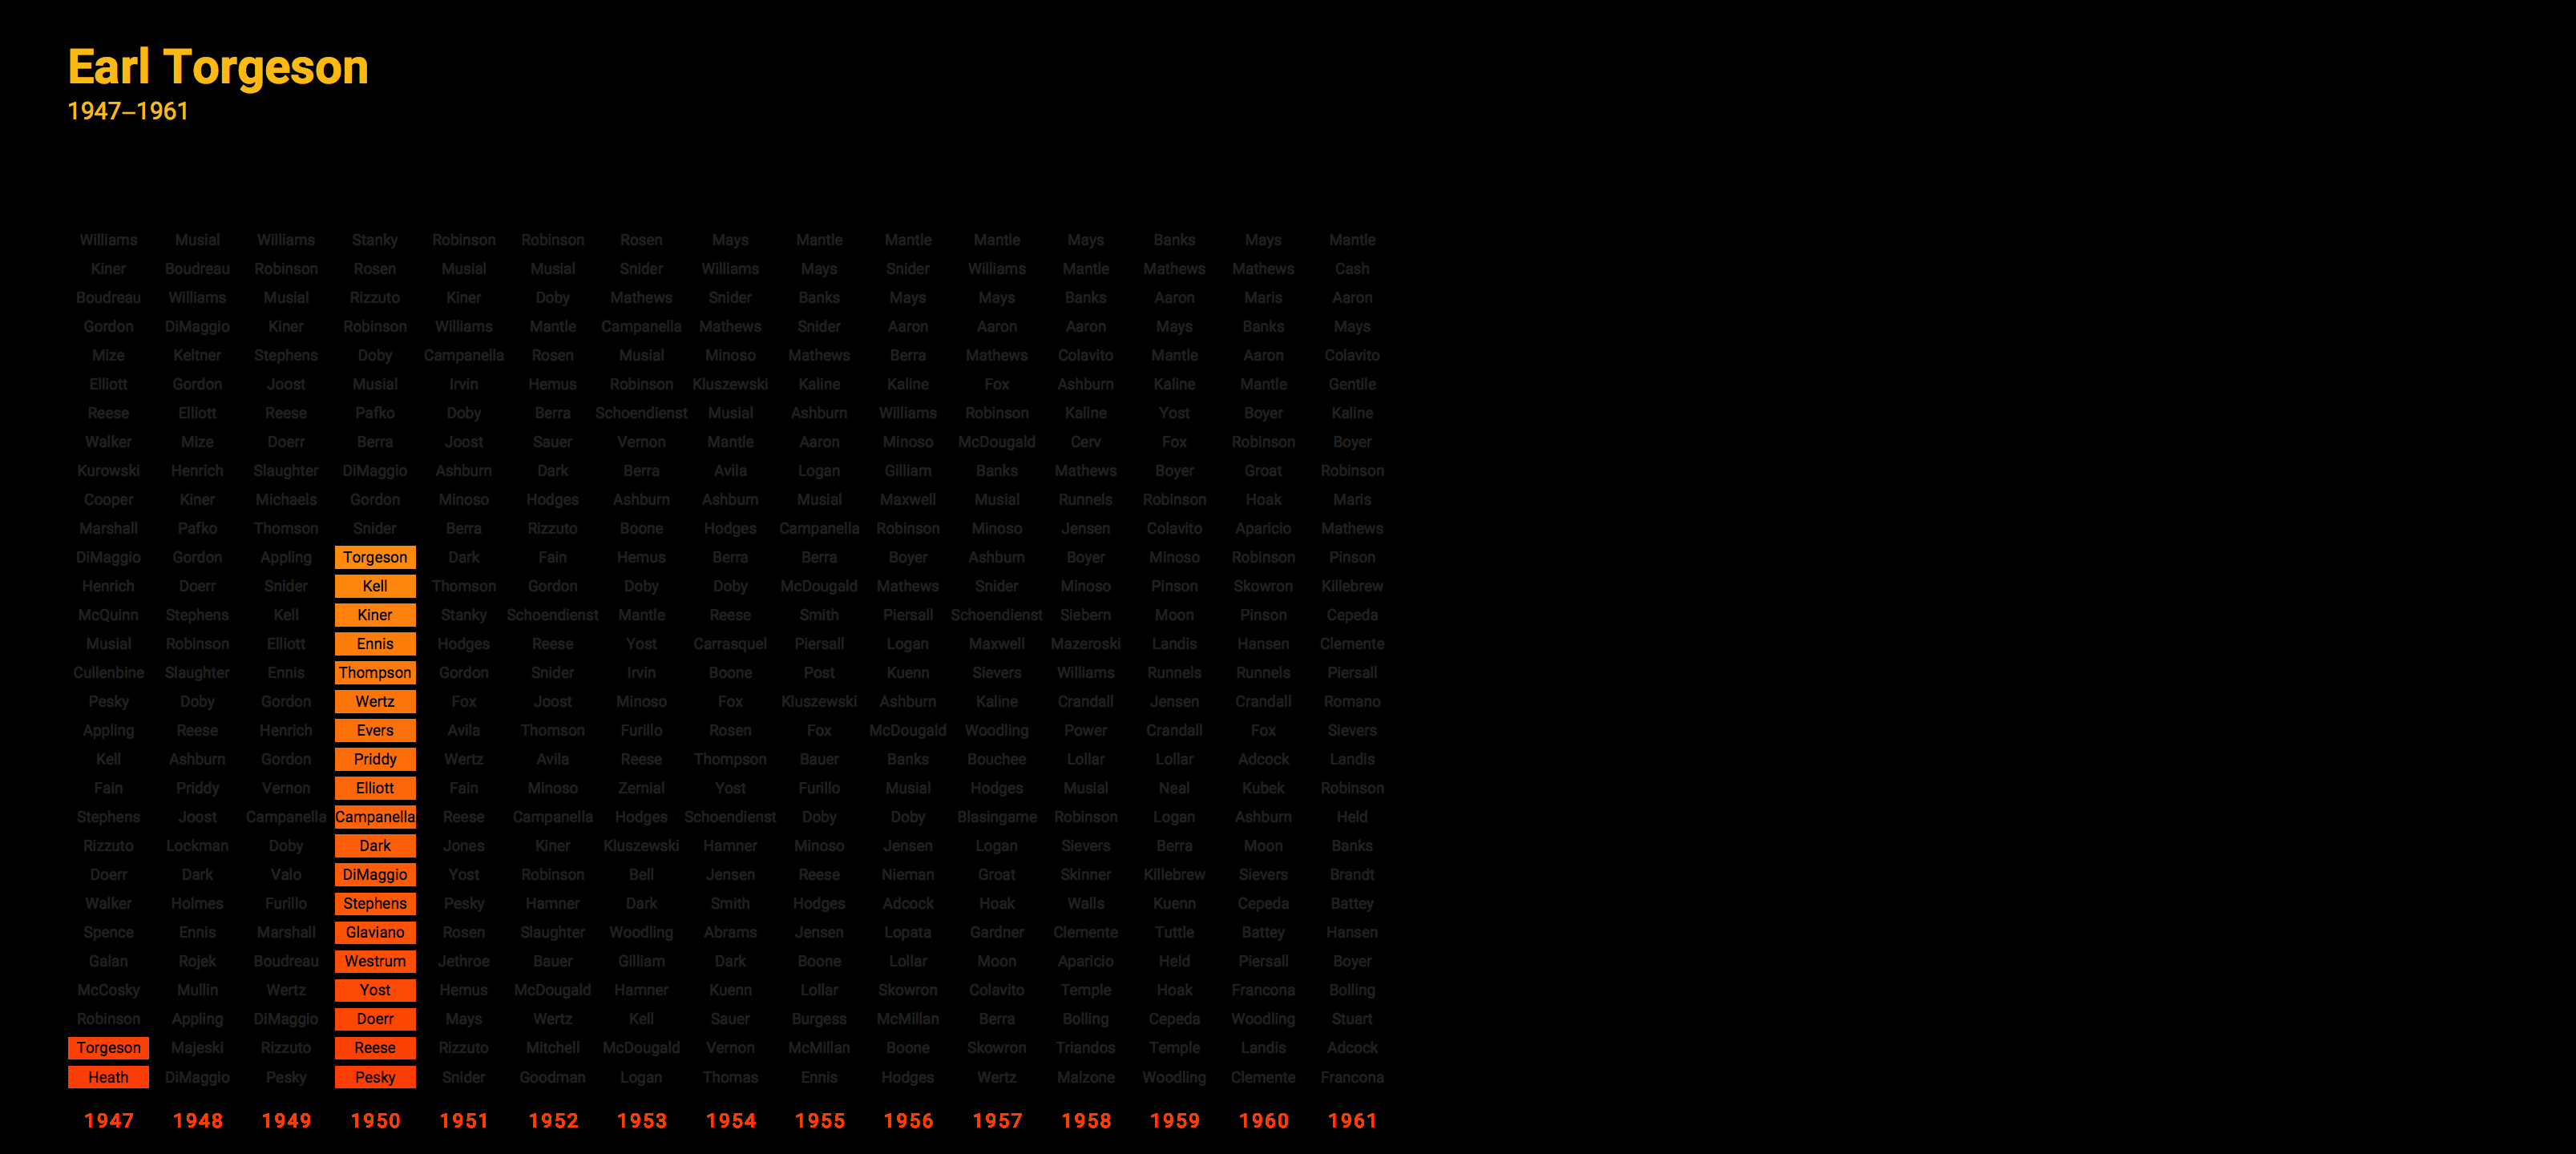 Earl Torgeson
1947–1961
Williams Musial Williams Stanky Robinson Robinson Rosen Mays Mantle Mantle Mantle Mays Banks Mays Mantle
Kiner Boudreau Robinson Rosen Musial Musial Snider Williams Mays Snider Williams Mantle Mathews Mathews Cash
Boudreau Williams Musial Rizzuto Kiner Doby Mathews Snider Banks Mays Mays Banks Aaron Maris Aaron
Gordon DiMaggio Kiner Robinson Williams Mantle Campanella Mathews Snider Aaron Aaron Aaron Mays Banks Mays
Mize Keltner Stephens Doby Campanella Rosen Musial Minoso Mathews Berra Mathews Colavito Mantle Aaron Colavito
Elliott Gordon Joost Musial Irvin Hemus Robinson Kluszewski Kaline Kaline Fox Ashburn Kaline Mantle Gentile
Reese Elliott Reese Pafko Doby Berra Schoendienst Musial Ashburn Williams Robinson Kaline Yost Boyer Kaline
Walker Mize Doerr Berra Joost Sauer Vernon Mantle Aaron Minoso McDougald Cerv Fox Robinson Boyer
Kurowski Henrich Slaughter DiMaggio Ashburn Dark Berra Avila Logan Gilliam Banks Mathews Boyer Groat Robinson
Cooper Kiner Michaels Gordon Minoso Hodges Ashburn Ashburn Musial Maxwell Musial Runnels Robinson Hoak Maris
Marshall Pafko Thomson Snider Berra Rizzuto Boone Hodges Campanella Robinson Minoso Jensen Colavito Aparicio Mathews
DiMaggio Gordon Appling Torgeson Dark Fain Hemus Berra Berra Boyer Ashburn Boyer Minoso Robinson Pinson
Henrich Doerr Snider Kell Thomson Gordon Doby Doby McDougald Mathews Snider Minoso Pinson Skowron Killebrew
McQuinn Stephens Kell Kiner Stanky Schoendienst Mantle Reese Smith Piersall Schoendienst Siebern Moon Pinson Cepeda
Musial Robinson Elliott Ennis Hodges Reese Yost Carrasquel Piersall Logan Maxwell Mazeroski Landis Hansen Clemente
Cullenbine Slaughter Ennis Thompson Gordon Snider Irvin Boone Post Kuenn Sievers Williams Runnels Runnels Piersall
Pesky Doby Gordon Wertz Fox Joost Minoso Fox Kluszewski Ashburn Kaline Crandall Jensen Crandall Romano
Appling Reese Henrich Evers Avila Thomson Furillo Rosen Fox McDougald Woodling Power Crandall Fox Sievers
Kell Ashburn Gordon Priddy Wertz Avila Reese Thompson Bauer Banks Bouchee Lollar Lollar Adcock Landis
Fain Priddy Vernon Elliott Fain Minoso Zernial Yost Furillo Musial Hodges Musial Neal Kubek Robinson
Stephens Joost Campanella Campanella Reese Campanella Hodges Schoendienst Doby Doby Blasingame Robinson Logan Ashburn Held
Rizzuto Lockman Doby Dark Jones Kiner Kluszewski Hamner Minoso Jensen Logan Sievers Berra Moon Banks
Doerr Dark Valo DiMaggio Yost Robinson Bell Jensen Reese Nieman Groat Skinner Killebrew Sievers Brandt
Walker Holmes Furillo Stephens Pesky Hamner Dark Smith Hodges Adcock Hoak Walls Kuenn Cepeda Battey
Spence Ennis Marshall Glaviano Rosen Slaughter Woodling Abrams Jensen Lopata Gardner Clemente Tuttle Battey Hansen
Galan Rojek Boudreau Westrum Jethroe Bauer Gilliam Dark Boone Lollar Moon Aparicio Held Piersall Boyer
McCosky Mullin Wertz Yost Hemus McDougald Hamner Kuenn Lollar Skowron Colavito Temple Hoak Francona Bolling
Robinson Appling DiMaggio Doerr Mays Wertz Kell Sauer Burgess McMillan Berra Bolling Cepeda Woodling Stuart
Torgeson Majeski Rizzuto Reese Rizzuto Mitchell McDougald Vernon McMillan Boone Skowron Triandos Temple Landis Adcock
Heath DiMaggio Pesky Pesky Snider Goodman Logan Thomas Ennis Hodges Wertz Malzone Woodling Clemente Francona
1947 1948 1949 1950 1951 1952 1953 1954 1955 1956 1957 1958 1959 1960 1961